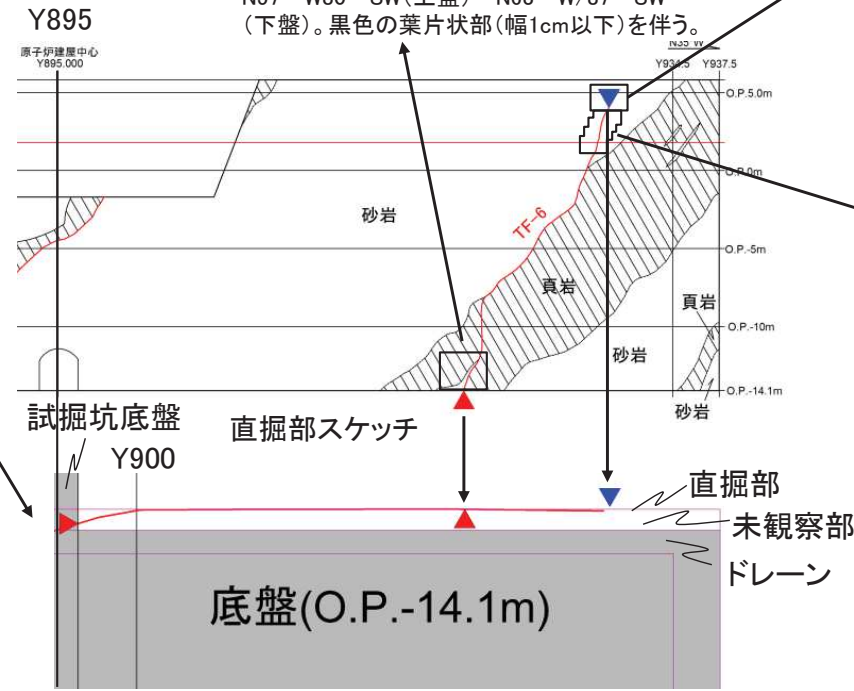 Y895
(下盤)。黒色の葉片状部(幅1cm以下)を伴う。
原子炉建屋中心
Y895.000
Y934.5 Y937.5
O.P.5.0m
O.P.0m
砂岩
TF-6
O.P.-5m
頁岩
頁岩
O.P.-10m
砂岩
O.P.-14.1m
砂岩
試掘坑底盤
直掘部スケッチ
Y900
直掘部
未観察部
ドレーン
底盤(O.P.-14.1m)